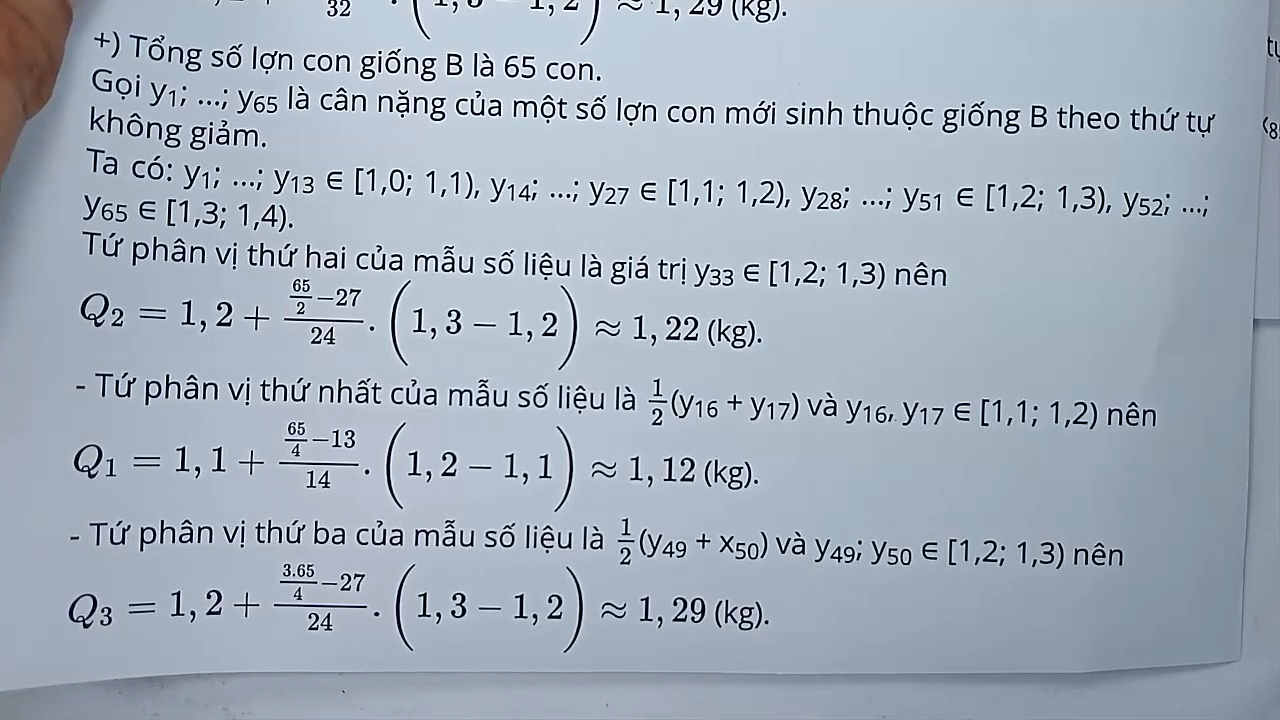 32 . (1,3 − 1,2) ≈ 1,29 (kg).
+) Tổng số lợn con giống B là 65 con.
Gọi y1; ...; y65 là cân nặng của một số lợn con mới sinh thuộc giống B theo thứ tự
không giảm.
Ta có: y1; ...; y13 ∈ [1,0; 1,1), y14; ...; y27 ∈ [1,1; 1,2), y28; ...; y51 ∈ [1,2; 1,3), y52; ...;
y65 ∈ [1,3; 1,4).
Tứ phân vị thứ hai của mẫu số liệu là giá trị y33 ∈ [1,2; 1,3) nên
Q2 = 1,2 + (65/2 − 27)/24 . (1,3 − 1,2) ≈ 1,22 (kg).
- Tứ phân vị thứ nhất của mẫu số liệu là 1/2(y16 + y17) và y16, y17 ∈ [1,1; 1,2) nên
Q1 = 1,1 + (65/4 − 13)/14 . (1,2 − 1,1) ≈ 1,12 (kg).
- Tứ phân vị thứ ba của mẫu số liệu là 1/2(y49 + x50) và y49; y50 ∈ [1,2; 1,3) nên
Q3 = 1,2 + (3.65/4 − 27)/24 . (1,3 − 1,2) ≈ 1,29 (kg).